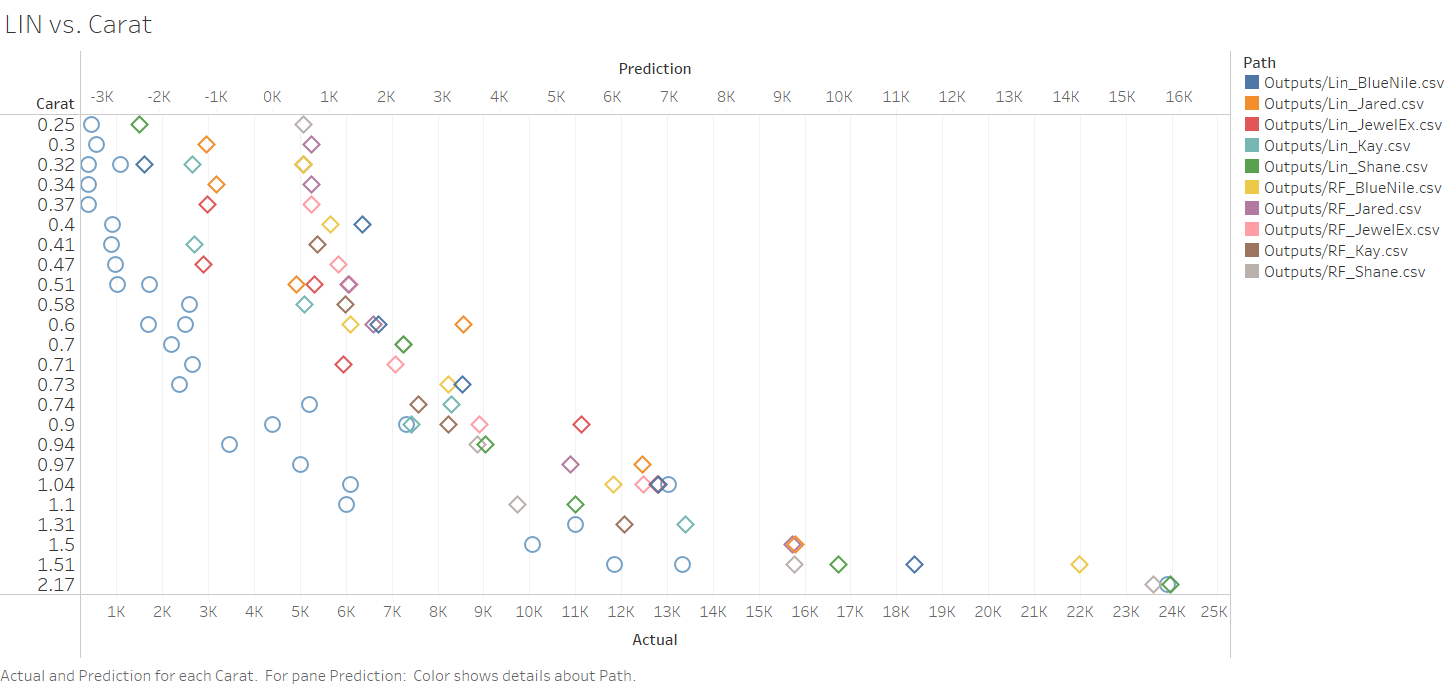 LIN vs. Carat
Prediction
Carat -3K -2K -1K 0K 1K 2K 3K 4K 5K 6K 7K 8K 9K 10K 11K 12K 13K 14K 15K 16K
0.25
0.3
0.32
0.34
0.37
0.4
0.41
0.47
0.51
0.58
0.6
0.7
0.71
0.73
0.74
0.9
0.94
0.97
1.04
1.1
1.31
1.5
1.51
2.17
1K 2K 3K 4K 5K 6K 7K 8K 9K 10K 11K 12K 13K 14K 15K 16K 17K 18K 19K 20K 21K 22K 23K 24K 25K
Actual
Path
Outputs/Lin_BlueNile.csv
Outputs/Lin_Jared.csv
Outputs/Lin_JewelEx.csv
Outputs/Lin_Kay.csv
Outputs/Lin_Shane.csv
Outputs/RF_BlueNile.csv
Outputs/RF_Jared.csv
Outputs/RF_JewelEx.csv
Outputs/RF_Kay.csv
Outputs/RF_Shane.csv
Actual and Prediction for each Carat. For pane Prediction: Color shows details about Path.